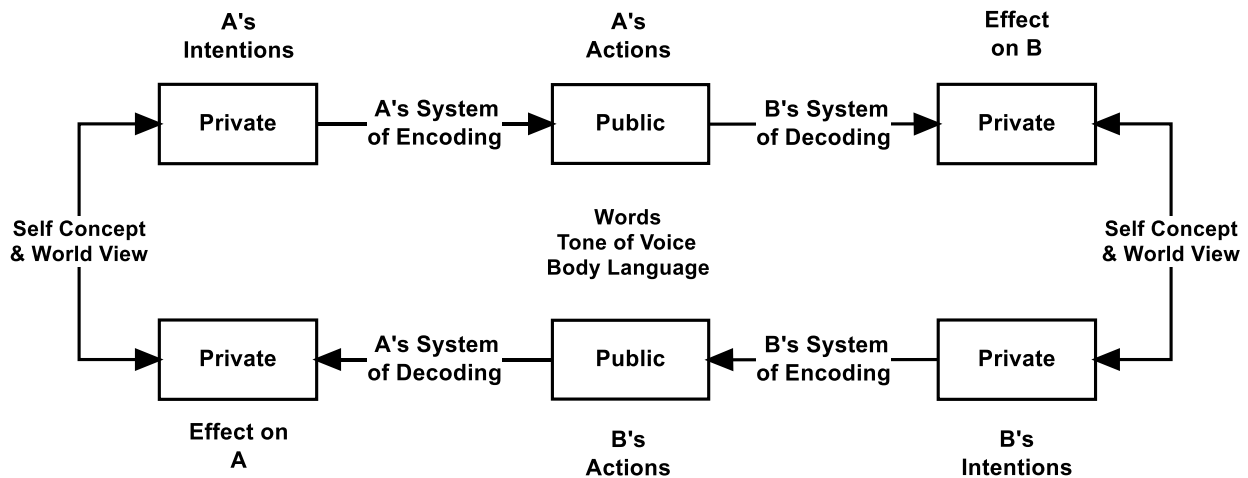 A's
Intentions
A's
Actions
Effect
on B
Private
A's System
of Encoding
Public
B's System
of Decoding
Private
Self Concept
& World View
Words
Tone of Voice
Body Language
Self Concept
& World View
Private
A's System
of Decoding
Public
B's System
of Encoding
Private
Effect on
A
B's
Actions
B's
Intentions